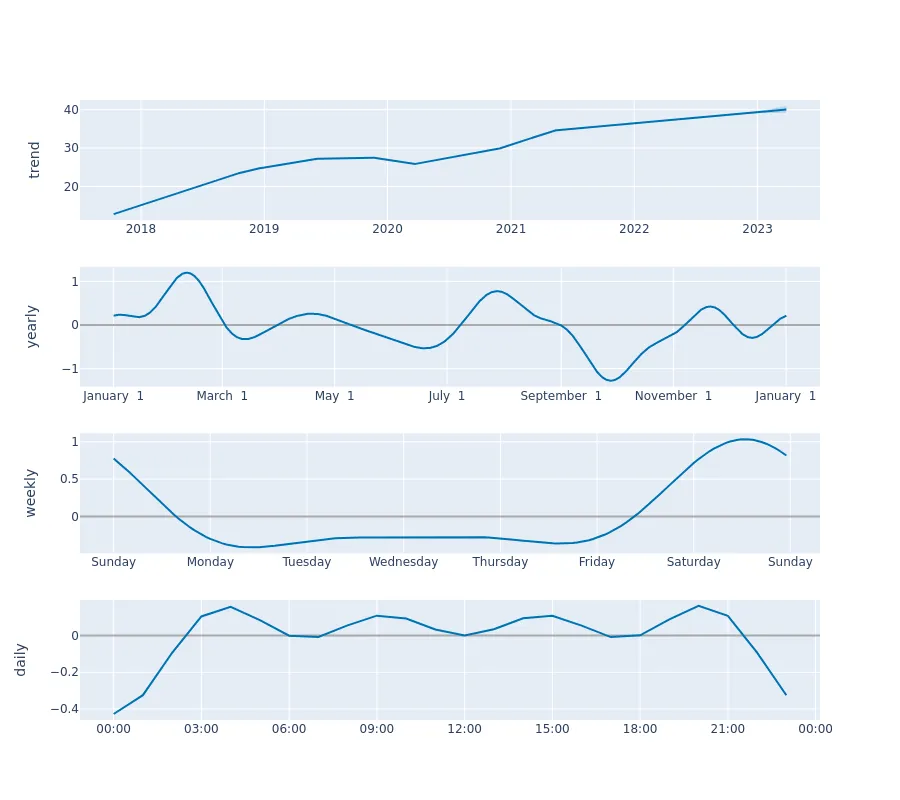 trend
40
30
20
2018 2019 2020 2021 2022 2023
yearly
1
0
−1
January 1 March 1 May 1 July 1 September 1 November 1 January 1
weekly
1
0.5
0
Sunday Monday Tuesday Wednesday Thursday Friday Saturday Sunday
daily
0
−0.2
−0.4
00:00 03:00 06:00 09:00 12:00 15:00 18:00 21:00 00:00